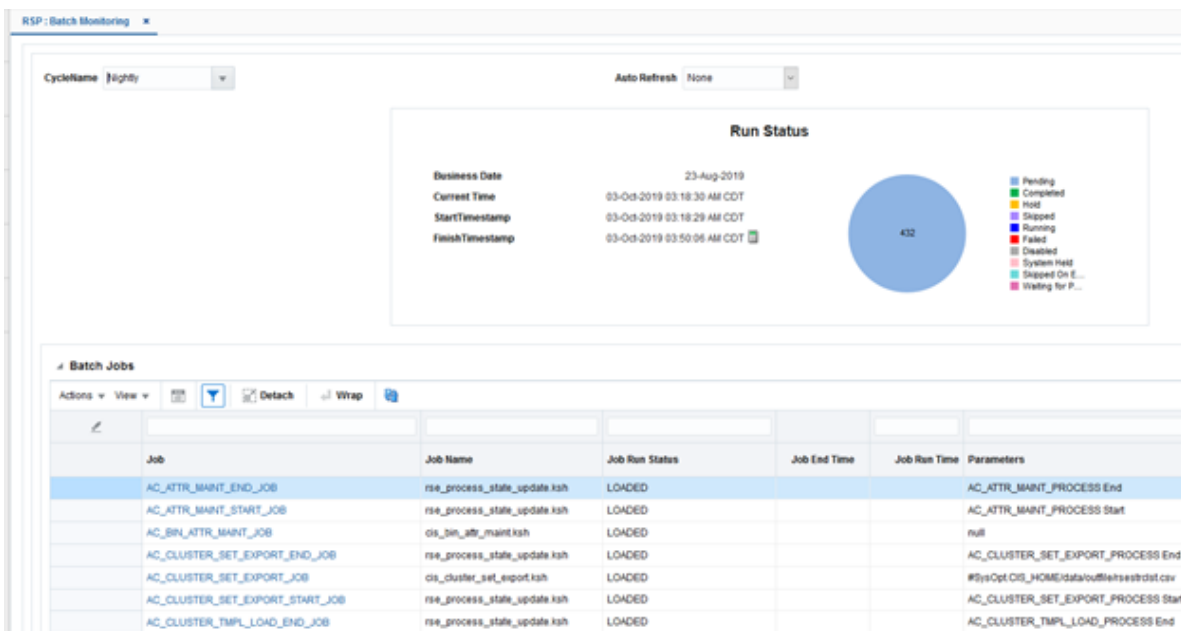 RSP : Batch Monitoring ×
CycleName Nightly
Auto Refresh None
Run Status
Business Date 23-Aug-2019
Current Time 03-Oct-2019 03:18:30 AM CDT
StartTimestamp 03-Oct-2019 03:18:29 AM CDT
FinishTimestamp 03-Oct-2019 03:50:06 AM CDT
432
Pending
Completed
Hold
Skipped
Running
Failed
Disabled
System Held
Skipped On E...
Waiting for P...
Batch Jobs
Actions View Detach Wrap
Job Job Name Job Run Status Job End Time Job Run Time Parameters
AC_ATTR_MAINT_END_JOB rse_process_state_update.ksh LOADED AC_ATTR_MAINT_PROCESS End
AC_ATTR_MAINT_START_JOB rse_process_state_update.ksh LOADED AC_ATTR_MAINT_PROCESS Start
AC_BIN_ATTR_MAINT_JOB cis_bin_attr_maint.ksh LOADED null
AC_CLUSTER_SET_EXPORT_END_JOB rse_process_state_update.ksh LOADED AC_CLUSTER_SET_EXPORT_PROCESS End
AC_CLUSTER_SET_EXPORT_JOB cis_cluster_set_export.ksh LOADED #SysOpt.CIS_HOME/data/outfile/rsestrclst.csv
AC_CLUSTER_SET_EXPORT_START_JOB rse_process_state_update.ksh LOADED AC_CLUSTER_SET_EXPORT_PROCESS Star
AC_CLUSTER_TMPL_LOAD_END_JOB rse_process_state_update.ksh LOADED AC_CLUSTER_TMPL_LOAD_PROCESS End